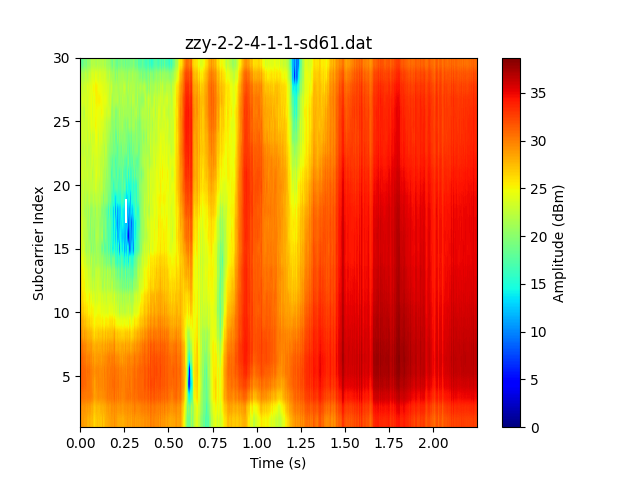 zzy-2-2-4-1-1-sd61.dat
30
25
20
15
10
5
Subcarrier Index
0.00 0.25 0.50 0.75 1.00 1.25 1.50 1.75 2.00
Time (s)
35
30
25
20
15
10
5
0
Amplitude (dBm)